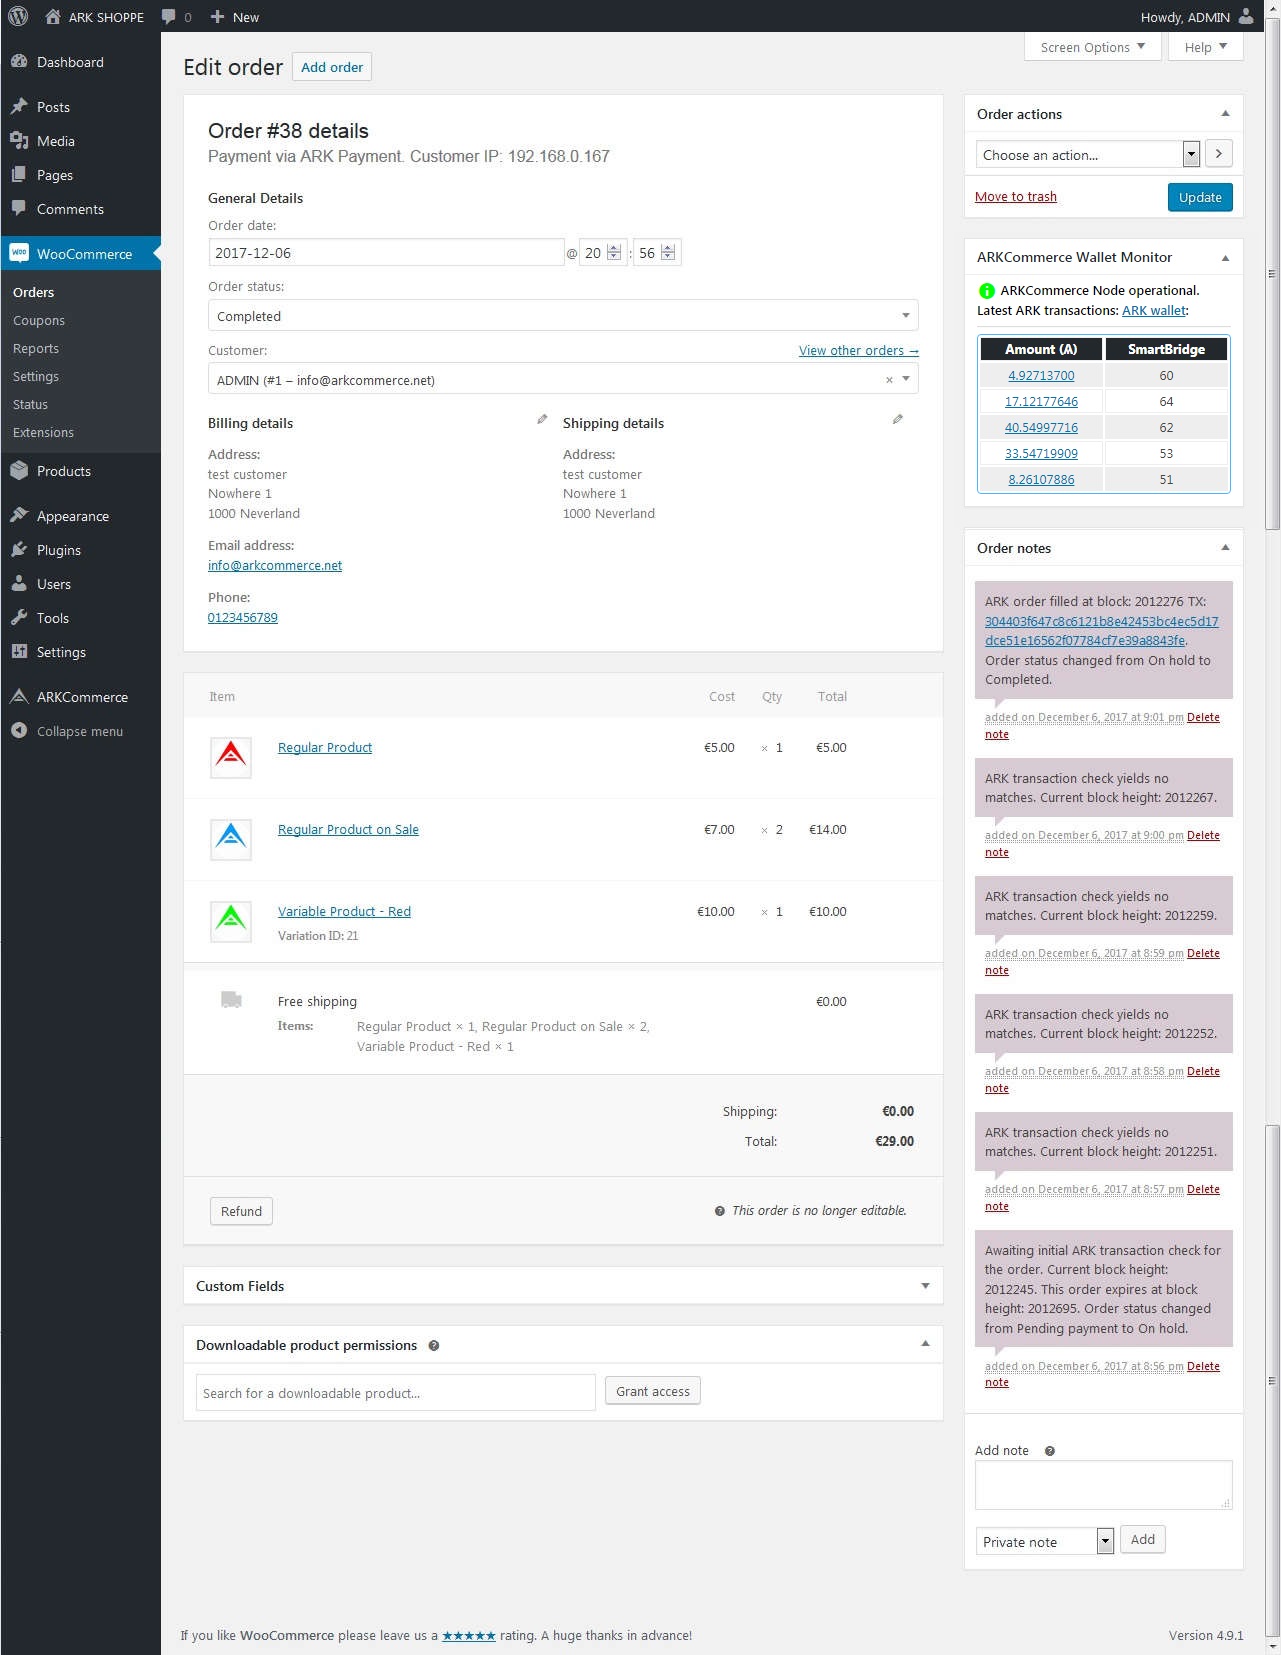 ARK SHOPPE 0 New Howdy, ADMIN
Screen Options Help
Dashboard
Posts
Media
Pages
Comments
WooCommerce
Orders
Coupons
Reports
Settings
Status
Extensions
Products
Appearance
Plugins
Users
Tools
Settings
ARKCommerce
Collapse menu
Edit order Add order
Order #38 details
Payment via ARK Payment. Customer IP: 192.168.0.167
General Details
Order date:
2017-12-06 @ 20 : 56
Order status:
Completed
Customer: View other orders →
ADMIN (#1 – info@arkcommerce.net) ×
Billing details
Address:
test customer
Nowhere 1
1000 Neverland
Email address:
info@arkcommerce.net
Phone:
0123456789
Shipping details
Address:
test customer
Nowhere 1
1000 Neverland
Item Cost Qty Total
Regular Product €5.00 × 1 €5.00
Regular Product on Sale €7.00 × 2 €14.00
Variable Product - Red €10.00 × 1 €10.00
Variation ID: 21
Free shipping €0.00
Items: Regular Product × 1, Regular Product on Sale × 2,
Variable Product - Red × 1
Shipping: €0.00
Total: €29.00
Refund This order is no longer editable.
Custom Fields
Downloadable product permissions
Search for a downloadable product... Grant access
Order actions
Choose an action...
Move to trash Update
ARKCommerce Wallet Monitor
ARKCommerce Node operational.
Latest ARK transactions: ARK wallet:
Amount (Ѧ) SmartBridge
4.92713700 60
17.12177646 64
40.54997716 62
33.54719909 53
8.26107886 51
Order notes
ARK order filled at block: 2012276 TX:
304403f647c8c6121b8e42453bc4ec5d17
dce51e16562f07784cf7e39a8843fe.
Order status changed from On hold to
Completed.
added on December 6, 2017 at 9:01 pm Delete
note
ARK transaction check yields no
matches. Current block height: 2012267.
added on December 6, 2017 at 9:00 pm Delete
note
ARK transaction check yields no
matches. Current block height: 2012259.
added on December 6, 2017 at 8:59 pm Delete
note
ARK transaction check yields no
matches. Current block height: 2012252.
added on December 6, 2017 at 8:58 pm Delete
note
ARK transaction check yields no
matches. Current block height: 2012251.
added on December 6, 2017 at 8:57 pm Delete
note
Awaiting initial ARK transaction check for
the order. Current block height:
2012245. This order expires at block
height: 2012695. Order status changed
from Pending payment to On hold.
added on December 6, 2017 at 8:56 pm Delete
note
Add note
Private note Add
If you like WooCommerce please leave us a ★★★★★ rating. A huge thanks in advance! Version 4.9.1